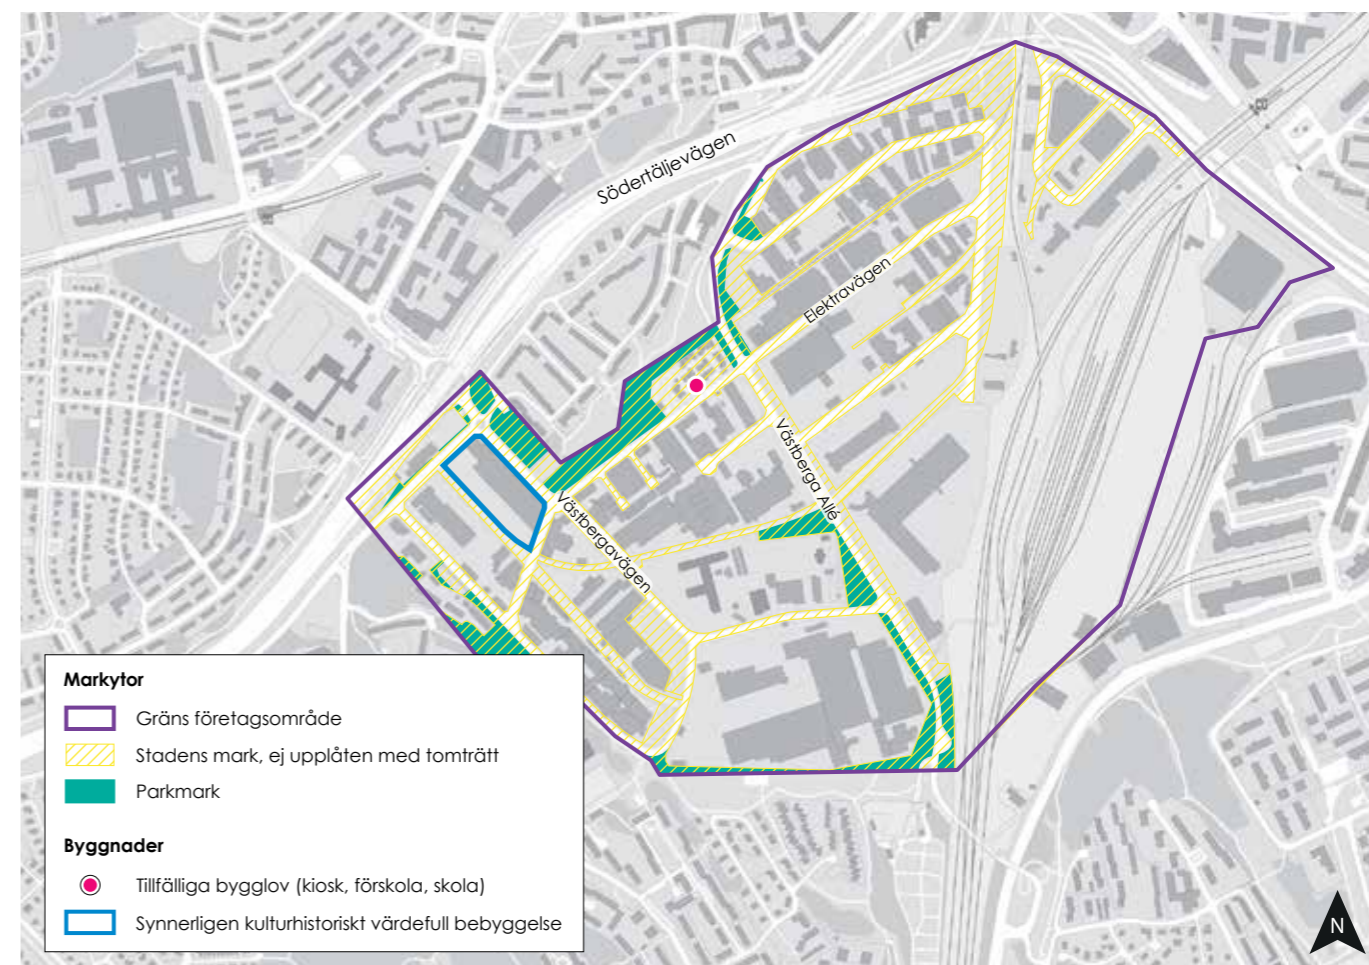 Södertäljevägen
Elektravägen
Västberga Allé
Västbergavägen
Markytor
Gräns företagsområde
Stadens mark, ej upplåten med tomträtt
Parkmark
Byggnader
Tillfälliga bygglov (kiosk, förskola, skola)
Synnerligen kulturhistoriskt värdefull bebyggelse
N